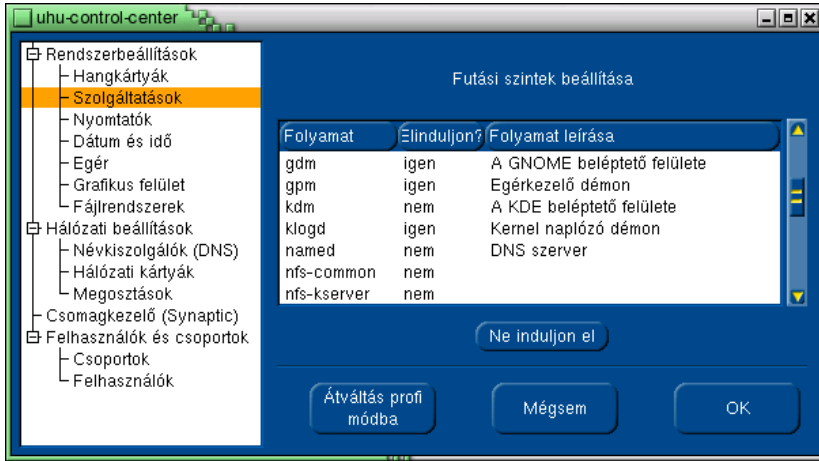 uhu-control-center
Rendszerbeállítások
Hangkártyák
Szolgáltatások
Nyomtatók
Dátum és idő
Egér
Grafikus felület
Fájlrendszerek
Hálózati beállítások
Névkiszolgálók (DNS)
Hálózati kártyák
Megosztások
Csomagkezelő (Synaptic)
Felhasználók és csoportok
Csoportok
Felhasználók
Futási szintek beállítása
Folyamat Elinduljon? Folyamat leírása
gdm igen A GNOME beléptető felülete
gpm igen Egérkezelő démon
kdm nem A KDE beléptető felülete
klogd igen Kernel naplózó démon
named nem DNS szerver
nfs-common nem
nfs-kserver nem
Ne induljon el
Átváltás profi
módba
Mégsem
OK